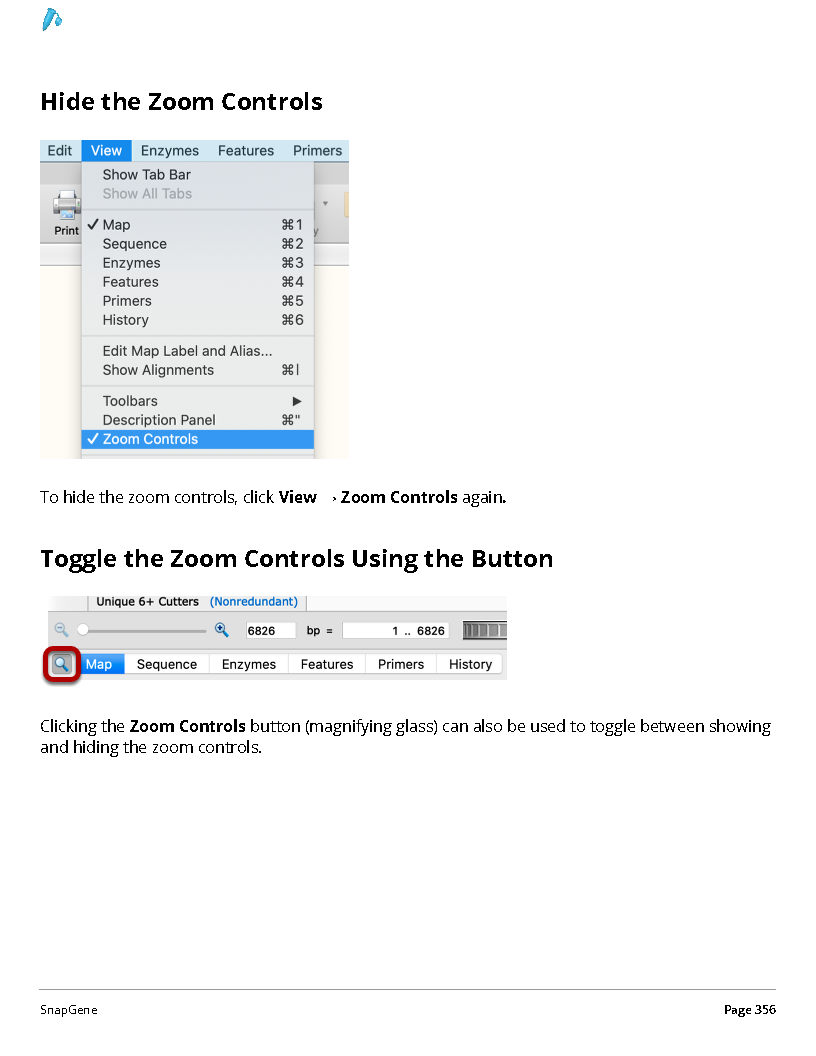 Hide the Zoom Controls
Edit View Enzymes Features Primers
Show Tab Bar
Show All Tabs
Print
✓ Map ⌘1
Sequence ⌘2
Enzymes ⌘3
Features ⌘4
Primers ⌘5
History ⌘6
Edit Map Label and Alias...
Show Alignments ⌘l
Toolbars ▶
Description Panel ⌘"
✓ Zoom Controls
To hide the zoom controls, click View → Zoom Controls again.
Toggle the Zoom Controls Using the Button
Unique 6+ Cutters (Nonredundant)
6826 bp = 1 .. 6826
Map Sequence Enzymes Features Primers History
Clicking the Zoom Controls button (magnifying glass) can also be used to toggle between showing
and hiding the zoom controls.
SnapGene Page 356